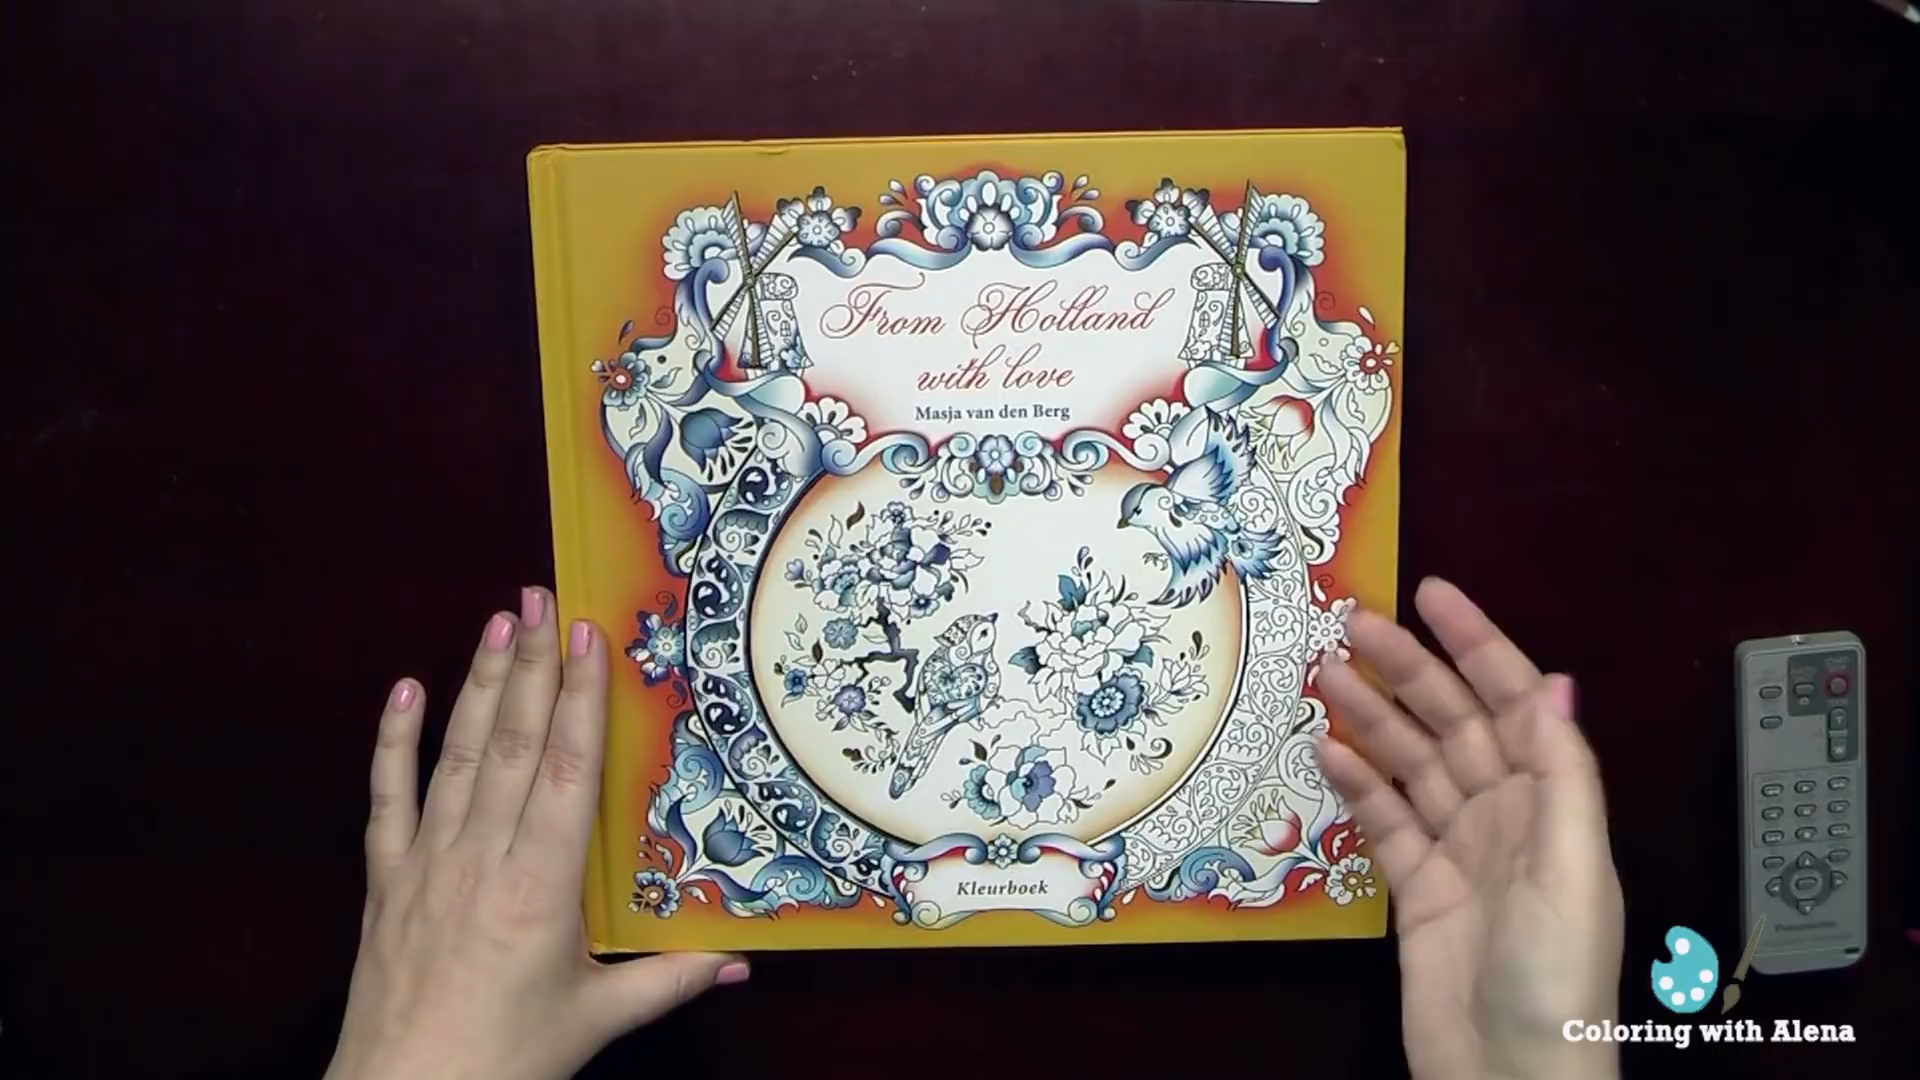 From Holland
with love
Masja van den Berg
Kleurboek
Coloring with Alena